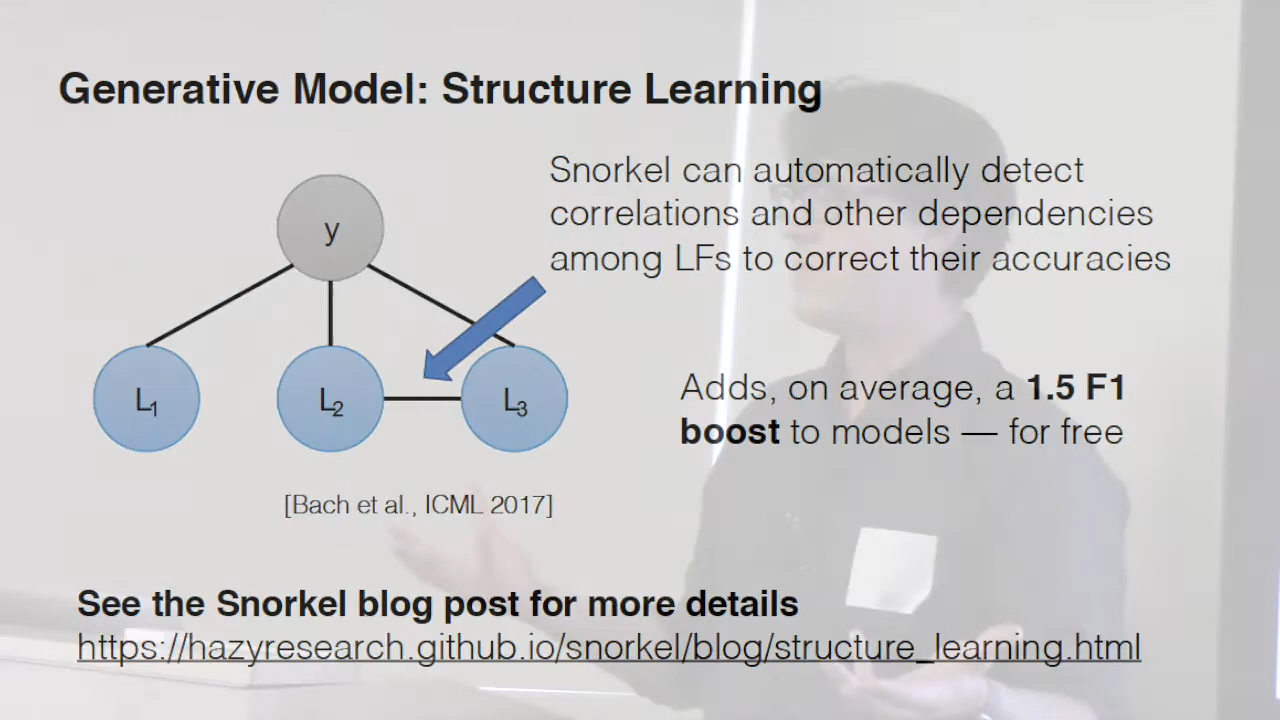 Generative Model: Structure Learning
Snorkel can automatically detect
correlations and other dependencies
among LFs to correct their accuracies
y
L1
L2
L3
Adds, on average, a 1.5 F1
boost to models — for free
[Bach et al., ICML 2017]
See the Snorkel blog post for more details
https://hazyresearch.github.io/snorkel/blog/structure_learning.html